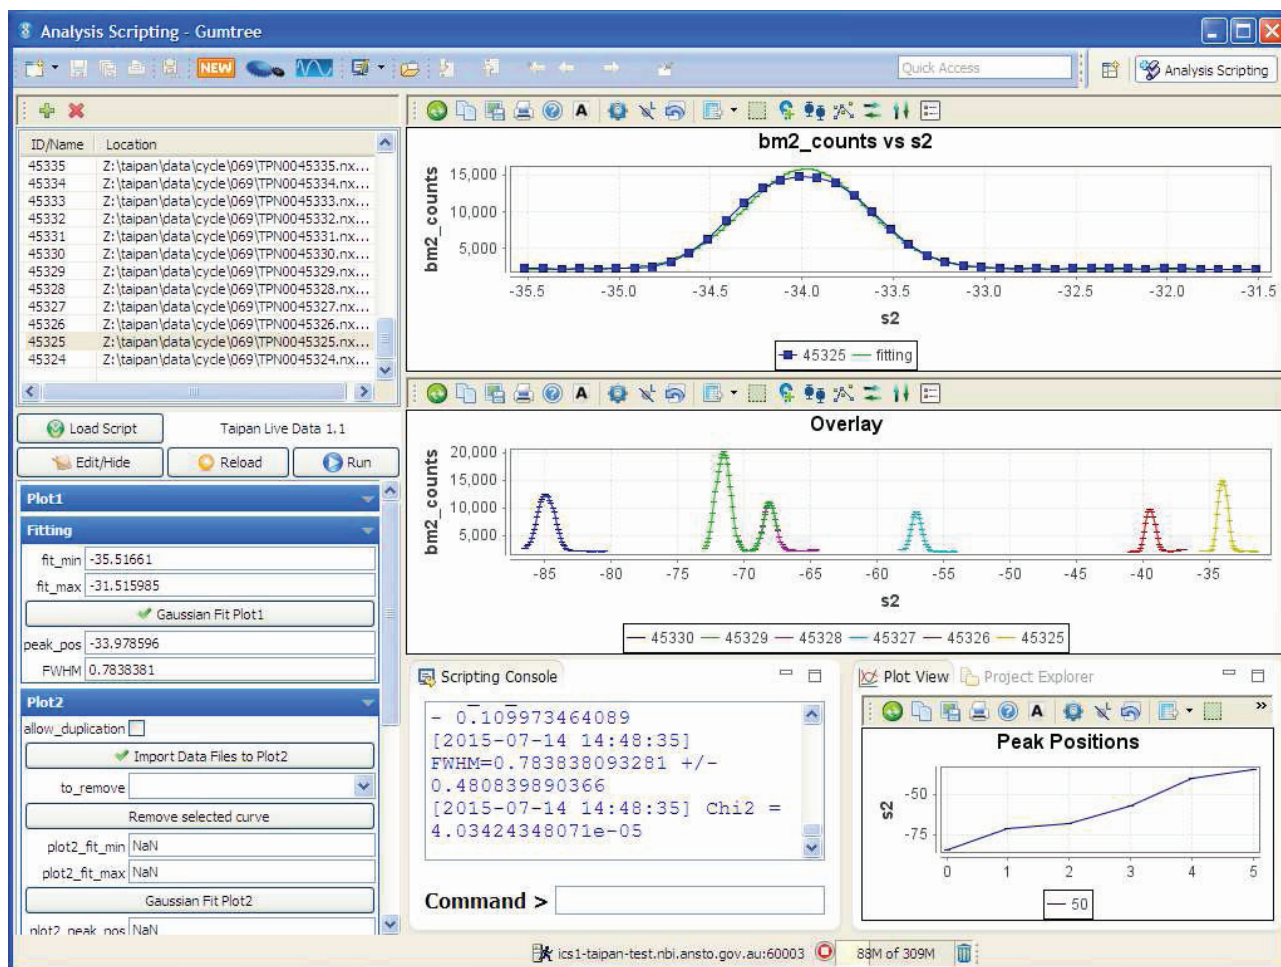 Analysis Scripting - Gumtree
NEW
Quick Access
Analysis Scripting
ID/Name Location
45335 Z:\taipan\data\cycle\069\TPN0045335.nx...
45334 Z:\taipan\data\cycle\069\TPN0045334.nx...
45333 Z:\taipan\data\cycle\069\TPN0045333.nx...
45332 Z:\taipan\data\cycle\069\TPN0045332.nx...
45331 Z:\taipan\data\cycle\069\TPN0045331.nx...
45330 Z:\taipan\data\cycle\069\TPN0045330.nx...
45329 Z:\taipan\data\cycle\069\TPN0045329.nx...
45328 Z:\taipan\data\cycle\069\TPN0045328.nx...
45327 Z:\taipan\data\cycle\069\TPN0045327.nx...
45326 Z:\taipan\data\cycle\069\TPN0045326.nx...
45325 Z:\taipan\data\cycle\069\TPN0045325.nx...
45324 Z:\taipan\data\cycle\069\TPN0045324.nx...
Load Script Taipan Live Data 1.1
Edit/Hide Reload Run
Plot1
Fitting
fit_min -35.51661
fit_max -31.515985
Gaussian Fit Plot1
peak_pos -33.978596
FWHM 0.7838381
Plot2
allow_duplication
Import Data Files to Plot2
to_remove
Remove selected curve
plot2_fit_min NaN
plot2_fit_max NaN
Gaussian Fit Plot2
plot2_peak_pos NaN
A
bm2_counts vs s2
bm2_counts
15,000
10,000
5,000
-35.5 -35.0 -34.5 -34.0 -33.5 -33.0 -32.5 -32.0 -31.5
s2
45325 fitting
A
Overlay
bm2_counts
20,000
15,000
10,000
5,000
-85 -80 -75 -70 -65 -60 -55 -50 -45 -40 -35
s2
45330 45329 45328 45327 45326 45325
Scripting Console
- 0.109973464089
[2015-07-14 14:48:35]
FWHM=0.783838093281 +/-
0.480839890366
[2015-07-14 14:48:35] Chi2 =
4.03424348071e-05
Command >
Plot View Project Explorer
A »
Peak Positions
s2
-50
-75
0 1 2 3 4 5
50
ics1-taipan-test.nbi.ansto.gov.au:60003 88M of 309M